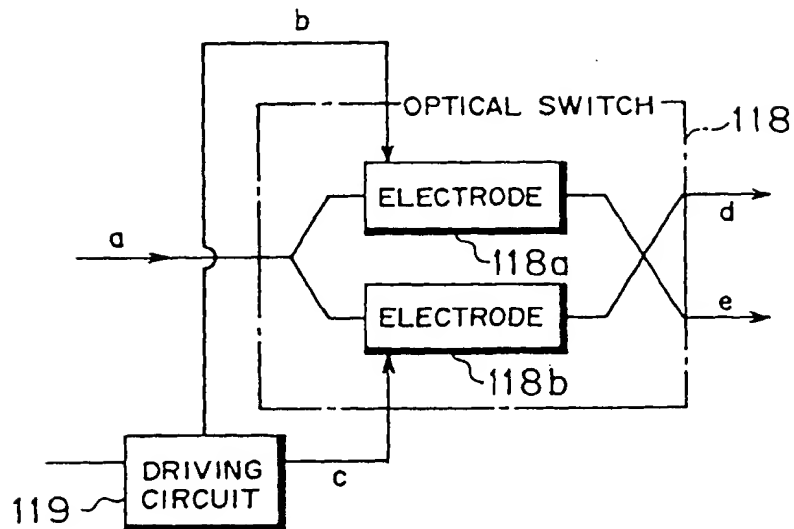 b
OPTICAL SWITCH
118
ELECTRODE
d
a
118a
ELECTRODE
e
118b
DRIVING
CIRCUIT
c
119